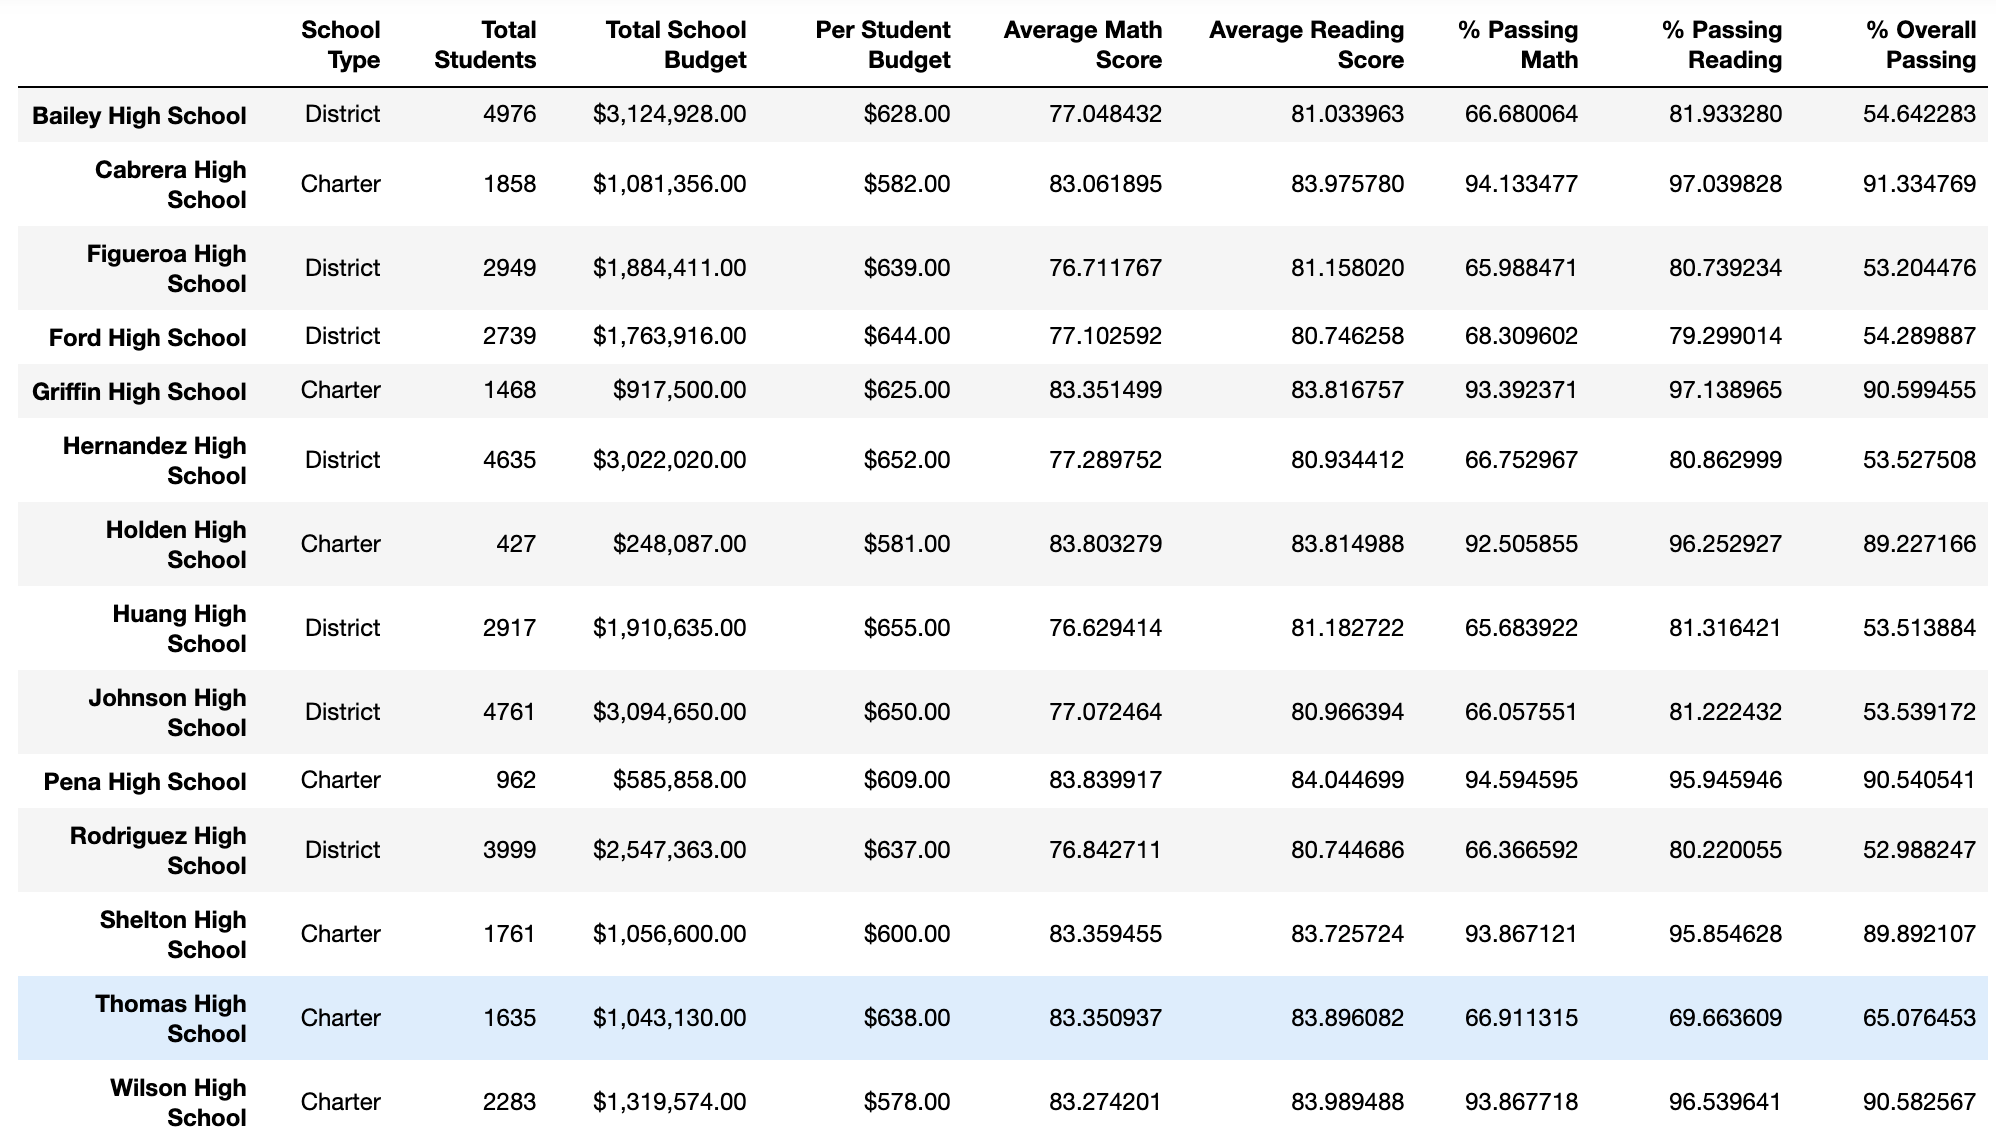 School Type Total Students Total School Budget Per Student Budget Average Math Score Average Reading Score % Passing Math % Passing Reading % Overall Passing
Bailey High School District 4976 $3,124,928.00 $628.00 77.048432 81.033963 66.680064 81.933280 54.642283
Cabrera High School Charter 1858 $1,081,356.00 $582.00 83.061895 83.975780 94.133477 97.039828 91.334769
Figueroa High School District 2949 $1,884,411.00 $639.00 76.711767 81.158020 65.988471 80.739234 53.204476
Ford High School District 2739 $1,763,916.00 $644.00 77.102592 80.746258 68.309602 79.299014 54.289887
Griffin High School Charter 1468 $917,500.00 $625.00 83.351499 83.816757 93.392371 97.138965 90.599455
Hernandez High School District 4635 $3,022,020.00 $652.00 77.289752 80.934412 66.752967 80.862999 53.527508
Holden High School Charter 427 $248,087.00 $581.00 83.803279 83.814988 92.505855 96.252927 89.227166
Huang High School District 2917 $1,910,635.00 $655.00 76.629414 81.182722 65.683922 81.316421 53.513884
Johnson High School District 4761 $3,094,650.00 $650.00 77.072464 80.966394 66.057551 81.222432 53.539172
Pena High School Charter 962 $585,858.00 $609.00 83.839917 84.044699 94.594595 95.945946 90.540541
Rodriguez High School District 3999 $2,547,363.00 $637.00 76.842711 80.744686 66.366592 80.220055 52.988247
Shelton High School Charter 1761 $1,056,600.00 $600.00 83.359455 83.725724 93.867121 95.854628 89.892107
Thomas High School Charter 1635 $1,043,130.00 $638.00 83.350937 83.896082 66.911315 69.663609 65.076453
Wilson High School Charter 2283 $1,319,574.00 $578.00 83.274201 83.989488 93.867718 96.539641 90.582567